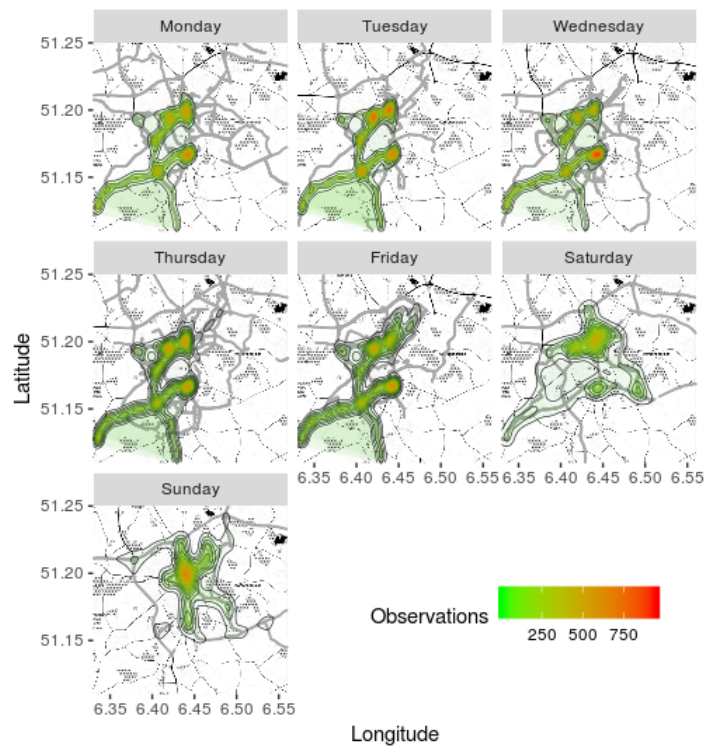 Monday Tuesday Wednesday
51.25
51.20
51.15
Thursday Friday Saturday
51.25
51.20
51.15
6.35 6.40 6.45 6.50 6.55 6.35 6.40 6.45 6.50 6.55
Sunday
51.25
51.20
51.15
6.35 6.40 6.45 6.50 6.55
Latitude
Longitude
Observations
250 500 750